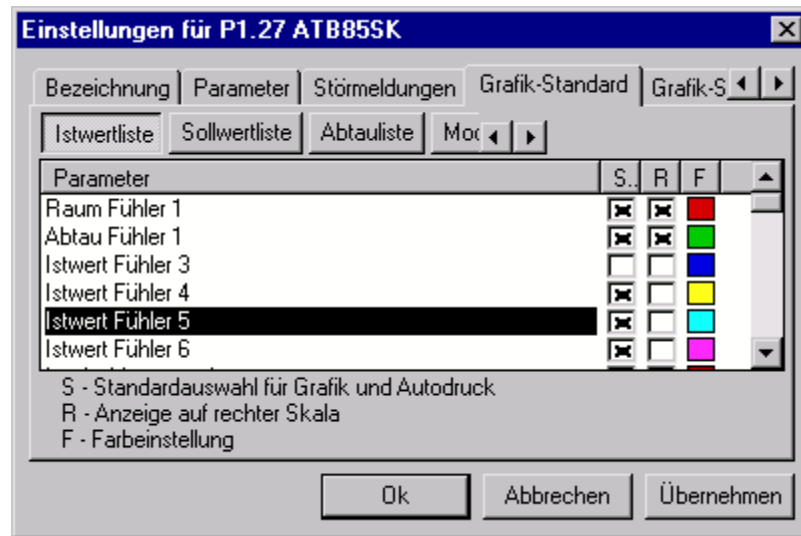 Einstellungen für P1.27 ATB85SK
Bezeichnung Parameter Störmeldungen Grafik-Standard Grafik-S
Istwertliste Sollwertliste Abtauliste Mod
Parameter S.. R F
Raum Fühler 1
Abtau Fühler 1
Istwert Fühler 3
Istwert Fühler 4
Istwert Fühler 5
Istwert Fühler 6
S - Standardauswahl für Grafik und Autodruck
R - Anzeige auf rechter Skala
F - Farbeinstellung
Ok Abbrechen Übernehmen